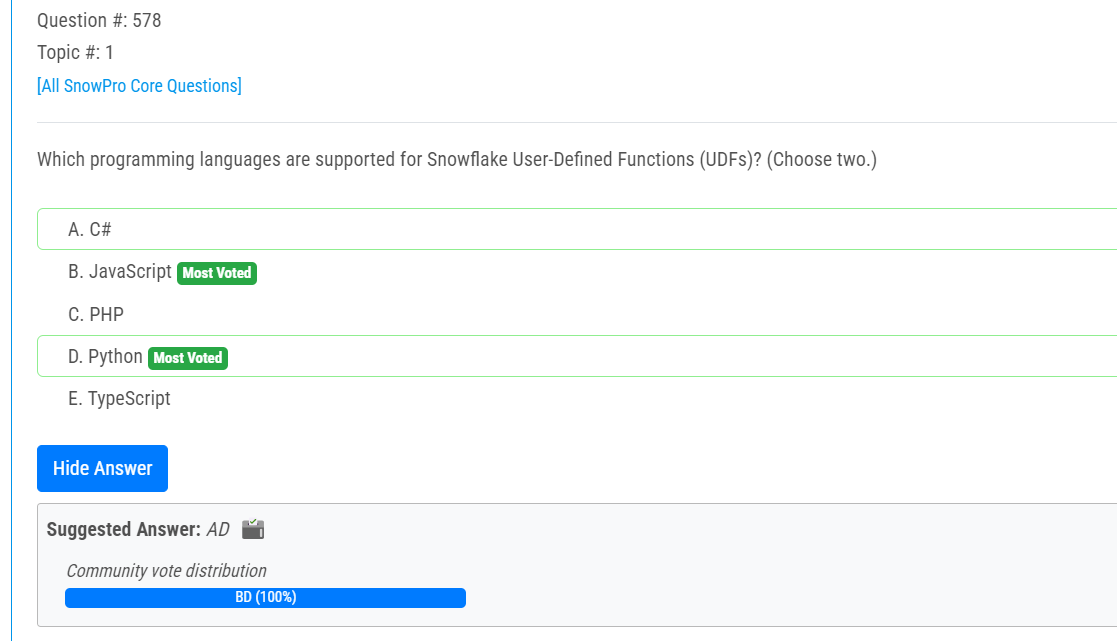 Question #: 578
Topic #: 1
[All SnowPro Core Questions]
Which programming languages are supported for Snowflake User-Defined Functions (UDFs)? (Choose two.)
A. C#
B. JavaScript Most Voted
C. PHP
D. Python Most Voted
E. TypeScript
Hide Answer
Suggested Answer: AD
Community vote distribution
BD (100%)